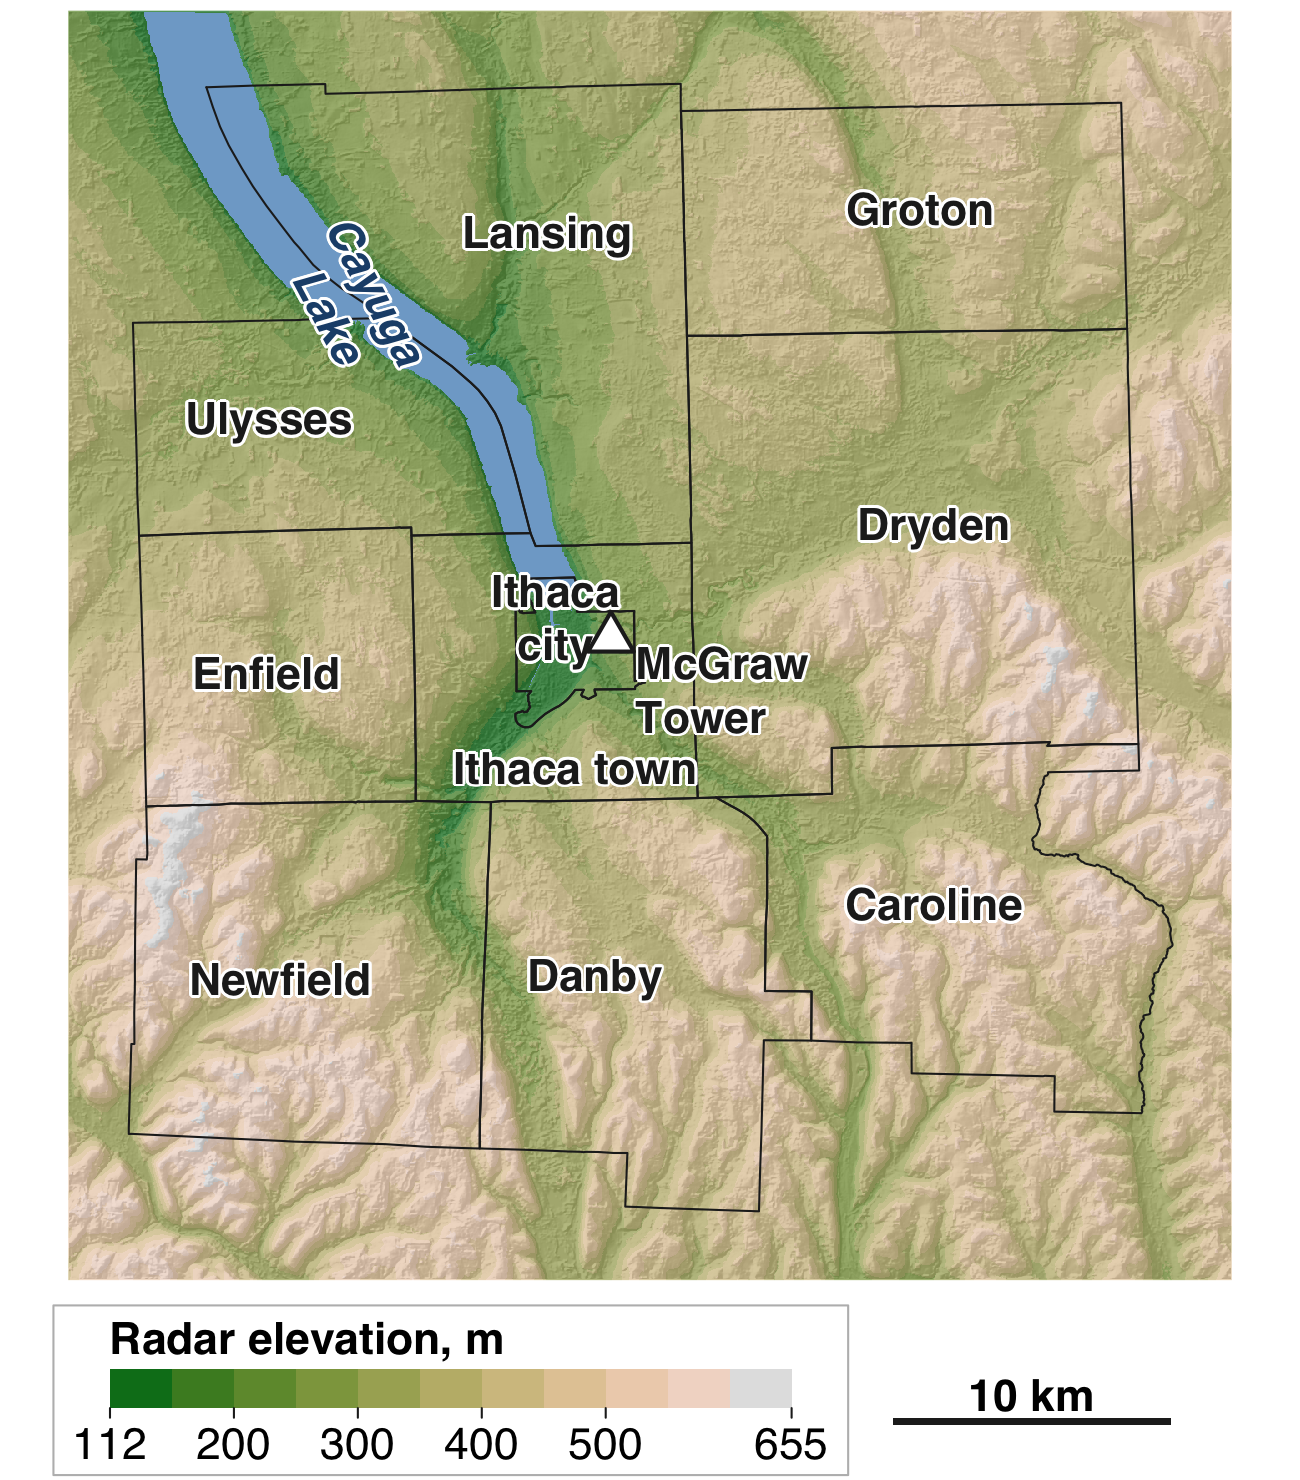 Groton
Lansing
Cayuga
Lake
Ulysses
Dryden
Ithaca
city
McGraw
Tower
Enfield
Ithaca town
Caroline
Newfield
Danby
Radar elevation, m
112 200 300 400 500 655
10 km